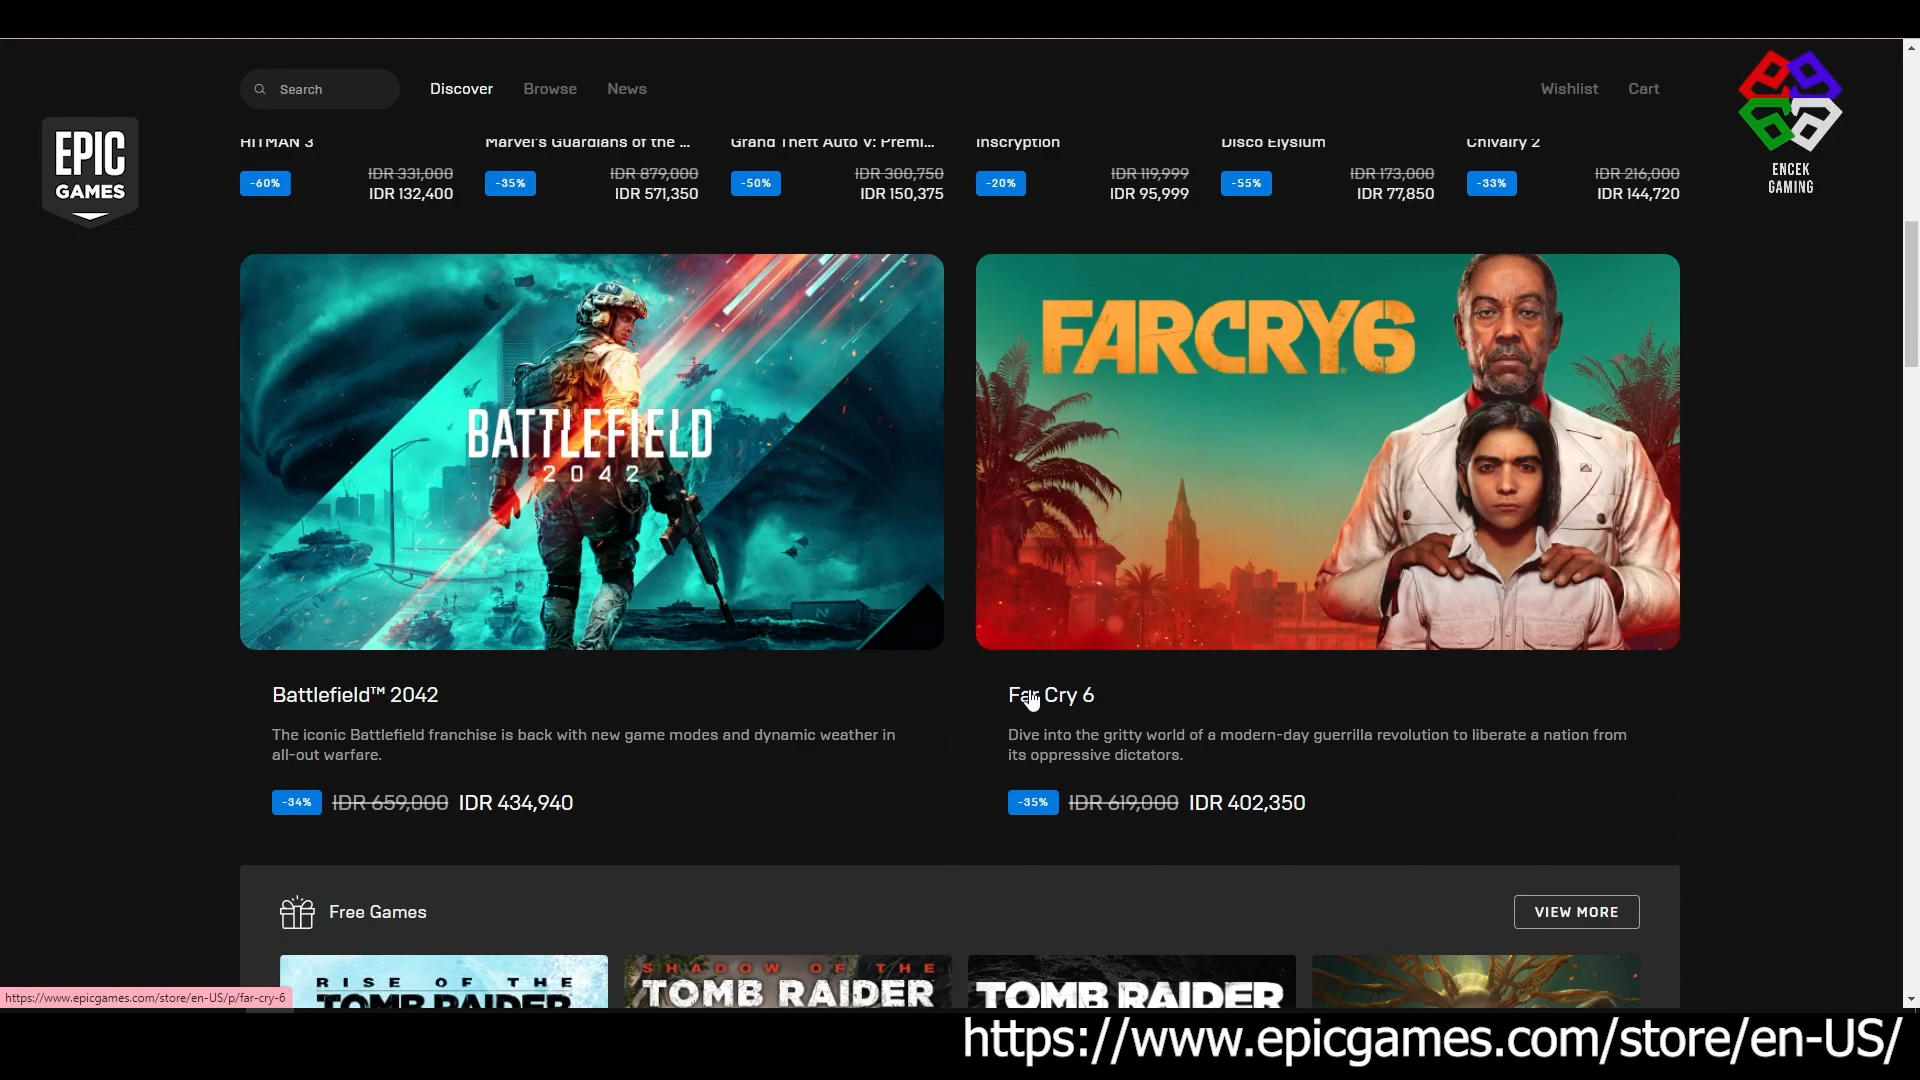 Search
Discover
Browse
News
Wishlist
Cart
EPIC
GAMES
ENCEK
GAMING
HITMAN 3
Marvel's Guardians of the ...
Grand Theft Auto V: Premi...
Inscryption
Disco Elysium
Chivalry 2
-60%
IDR 331,000
IDR 132,400
-35%
IDR 879,000
IDR 571,350
-50%
IDR 300,750
IDR 150,375
-20%
IDR 119,999
IDR 95,999
-55%
IDR 173,000
IDR 77,850
-33%
IDR 216,000
IDR 144,720
BATTLEFIELD
2042
FARCRY6
Battlefield™ 2042
The iconic Battlefield franchise is back with new game modes and dynamic weather in
all-out warfare.
-34% IDR 659,000 IDR 434,940
Far Cry 6
Dive into the gritty world of a modern-day guerrilla revolution to liberate a nation from
its oppressive dictators.
-35% IDR 619,000 IDR 402,350
Free Games
VIEW MORE
RISE OF THE
TOMB RAIDER
SHADOW OF THE
TOMB RAIDER
TOMB RAIDER
https://www.epicgames.com/store/en-US/p/far-cry-6
https://www.epicgames.com/store/en-US/